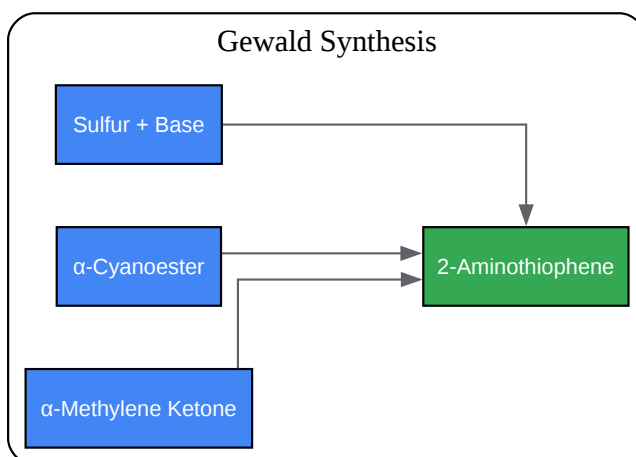 Gewald Synthesis
Sulfur + Base
α-Cyanoester
2-Aminothiophene
α-Methylene Ketone